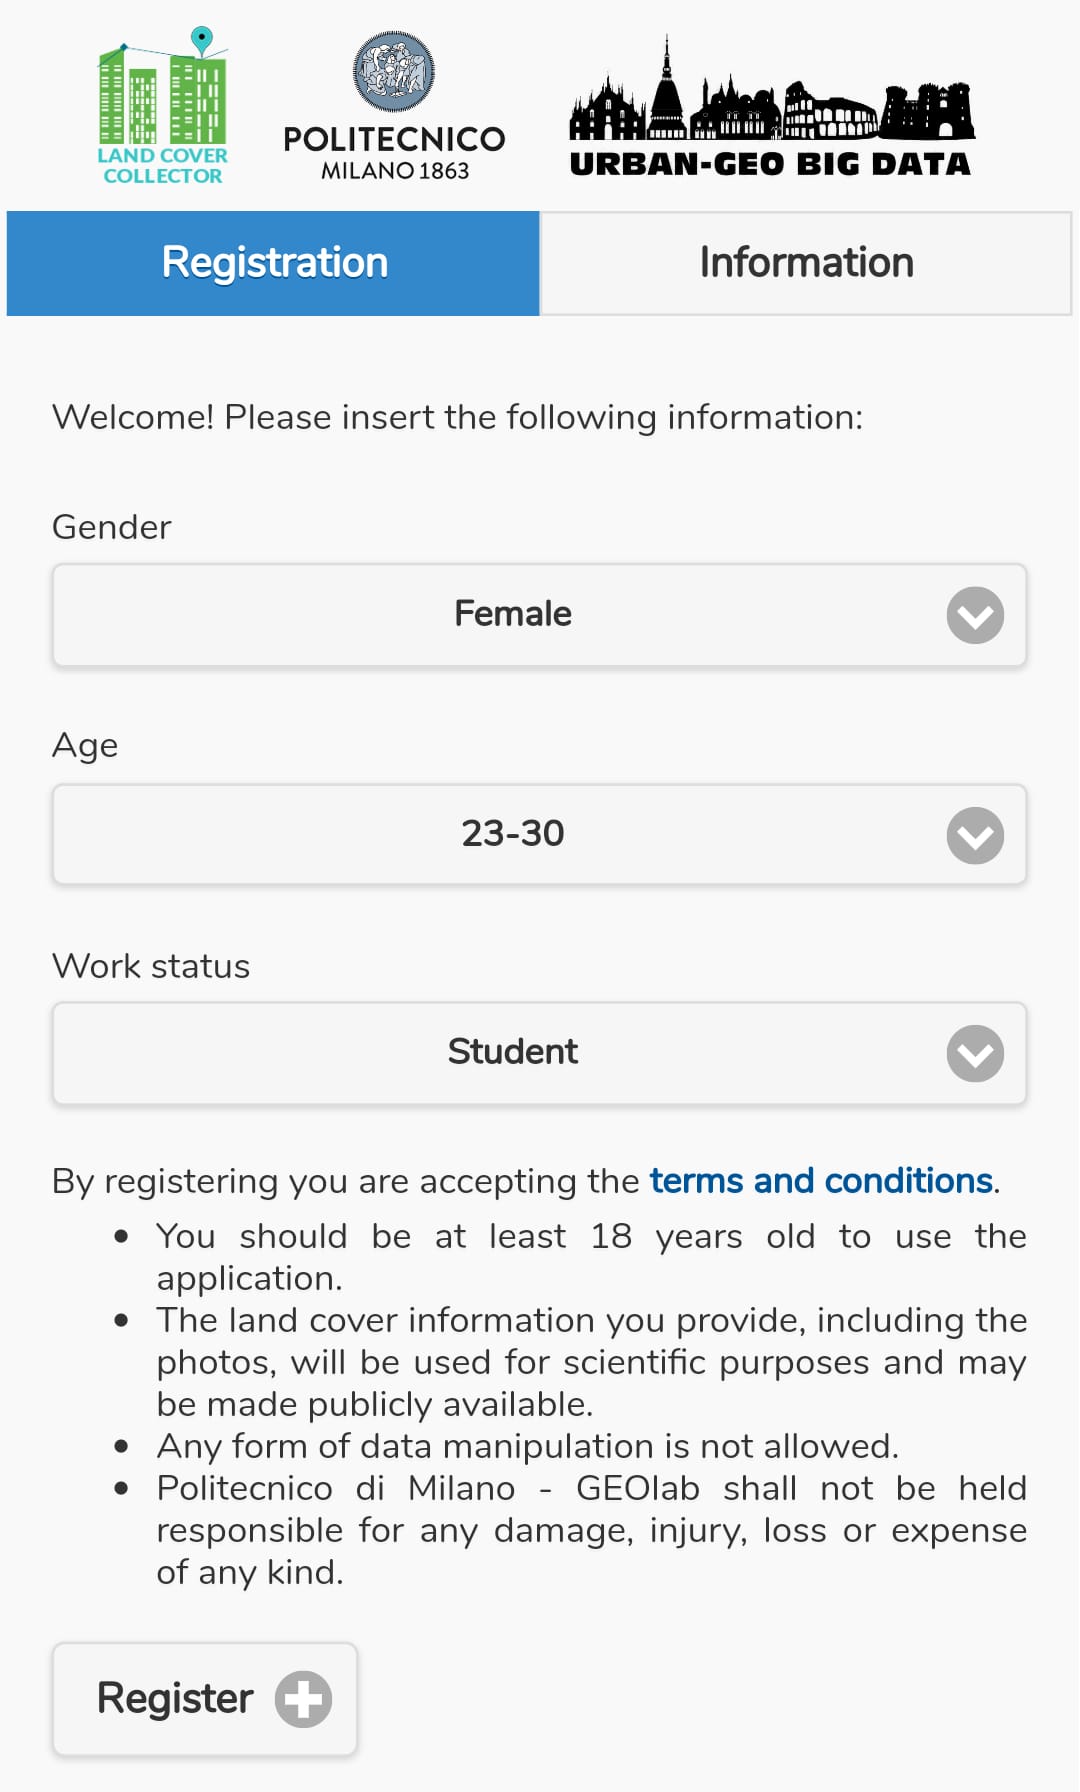 LAND COVER
COLLECTOR
POLITECNICO
MILANO 1863
URBAN-GEO BIG DATA
Registration
Information
Welcome! Please insert the following information:
Gender
Female
Age
23-30
Work status
Student
By registering you are accepting the terms and conditions.
• You should be at least 18 years old to use the
application.
• The land cover information you provide, including the
photos, will be used for scientific purposes and may
be made publicly available.
• Any form of data manipulation is not allowed.
• Politecnico di Milano - GEOlab shall not be held
responsible for any damage, injury, loss or expense
of any kind.
Register